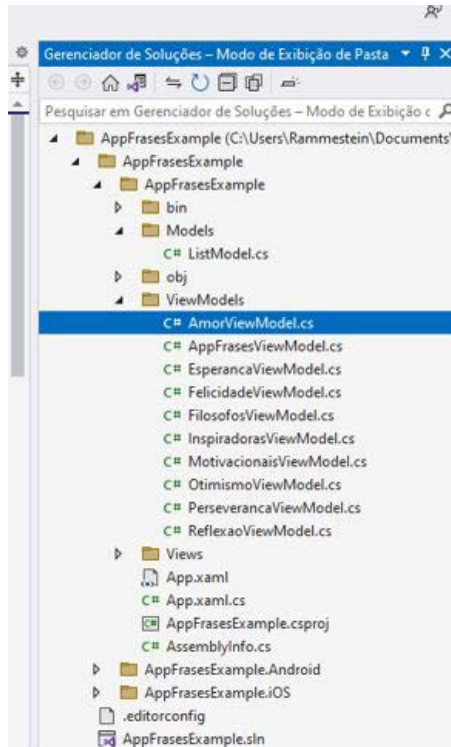 Gerenciador de Soluções – Modo de Exibição de Pasta
Pesquisar em Gerenciador de Soluções – Modo de Exibição c
AppFrasesExample (C:\Users\Rammestein\Documents\
AppFrasesExample
AppFrasesExample
bin
Models
C# ListModel.cs
obj
ViewModels
C# AmorViewModel.cs
C# AppFrasesViewModel.cs
C# EsperancaViewModel.cs
C# FelicidadeViewModel.cs
C# FilosofosViewModel.cs
C# InspiradorasViewModel.cs
C# MotivacionaisViewModel.cs
C# OtimismoViewModel.cs
C# PerseverancaViewModel.cs
C# ReflexaoViewModel.cs
Views
App.xaml
C# App.xaml.cs
C# AppFrasesExample.csproj
C# AssemblyInfo.cs
AppFrasesExample.Android
AppFrasesExample.iOS
.editorconfig
AppFrasesExample.sln